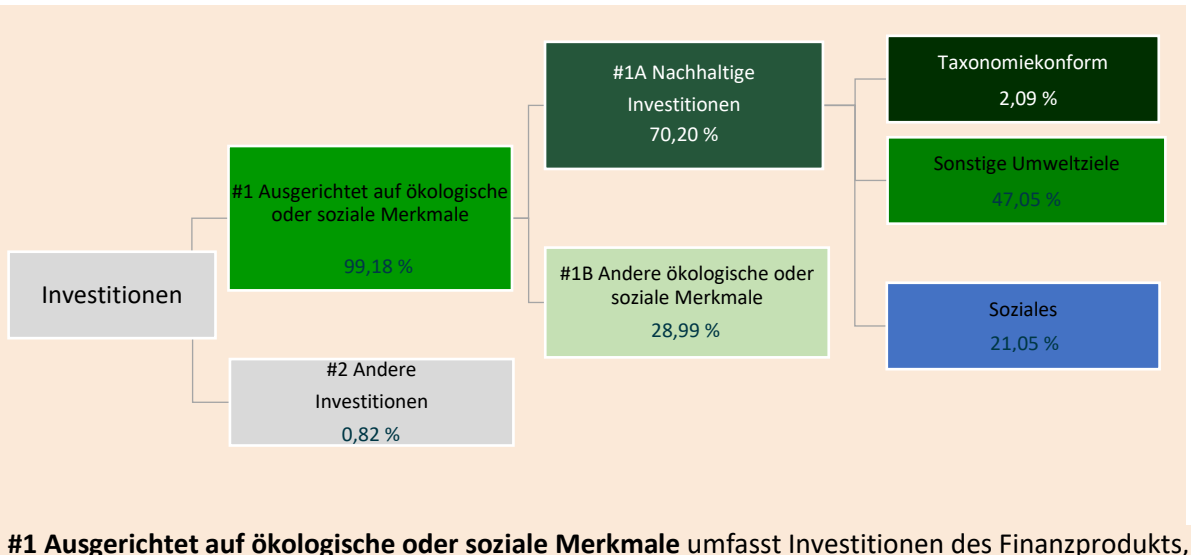 Investitionen
#1 Ausgerichtet auf ökologische
oder soziale Merkmale
99,18 %
#2 Andere
Investitionen
0,82 %
#1A Nachhaltige
Investitionen
70,20 %
#1B Andere ökologische oder
soziale Merkmale
28,99 %
Taxonomiekonform
2,09 %
Sonstige Umweltziele
47,05 %
Soziales
21,05 %
#1 Ausgerichtet auf ökologische oder soziale Merkmale umfasst Investitionen des Finanzprodukts,